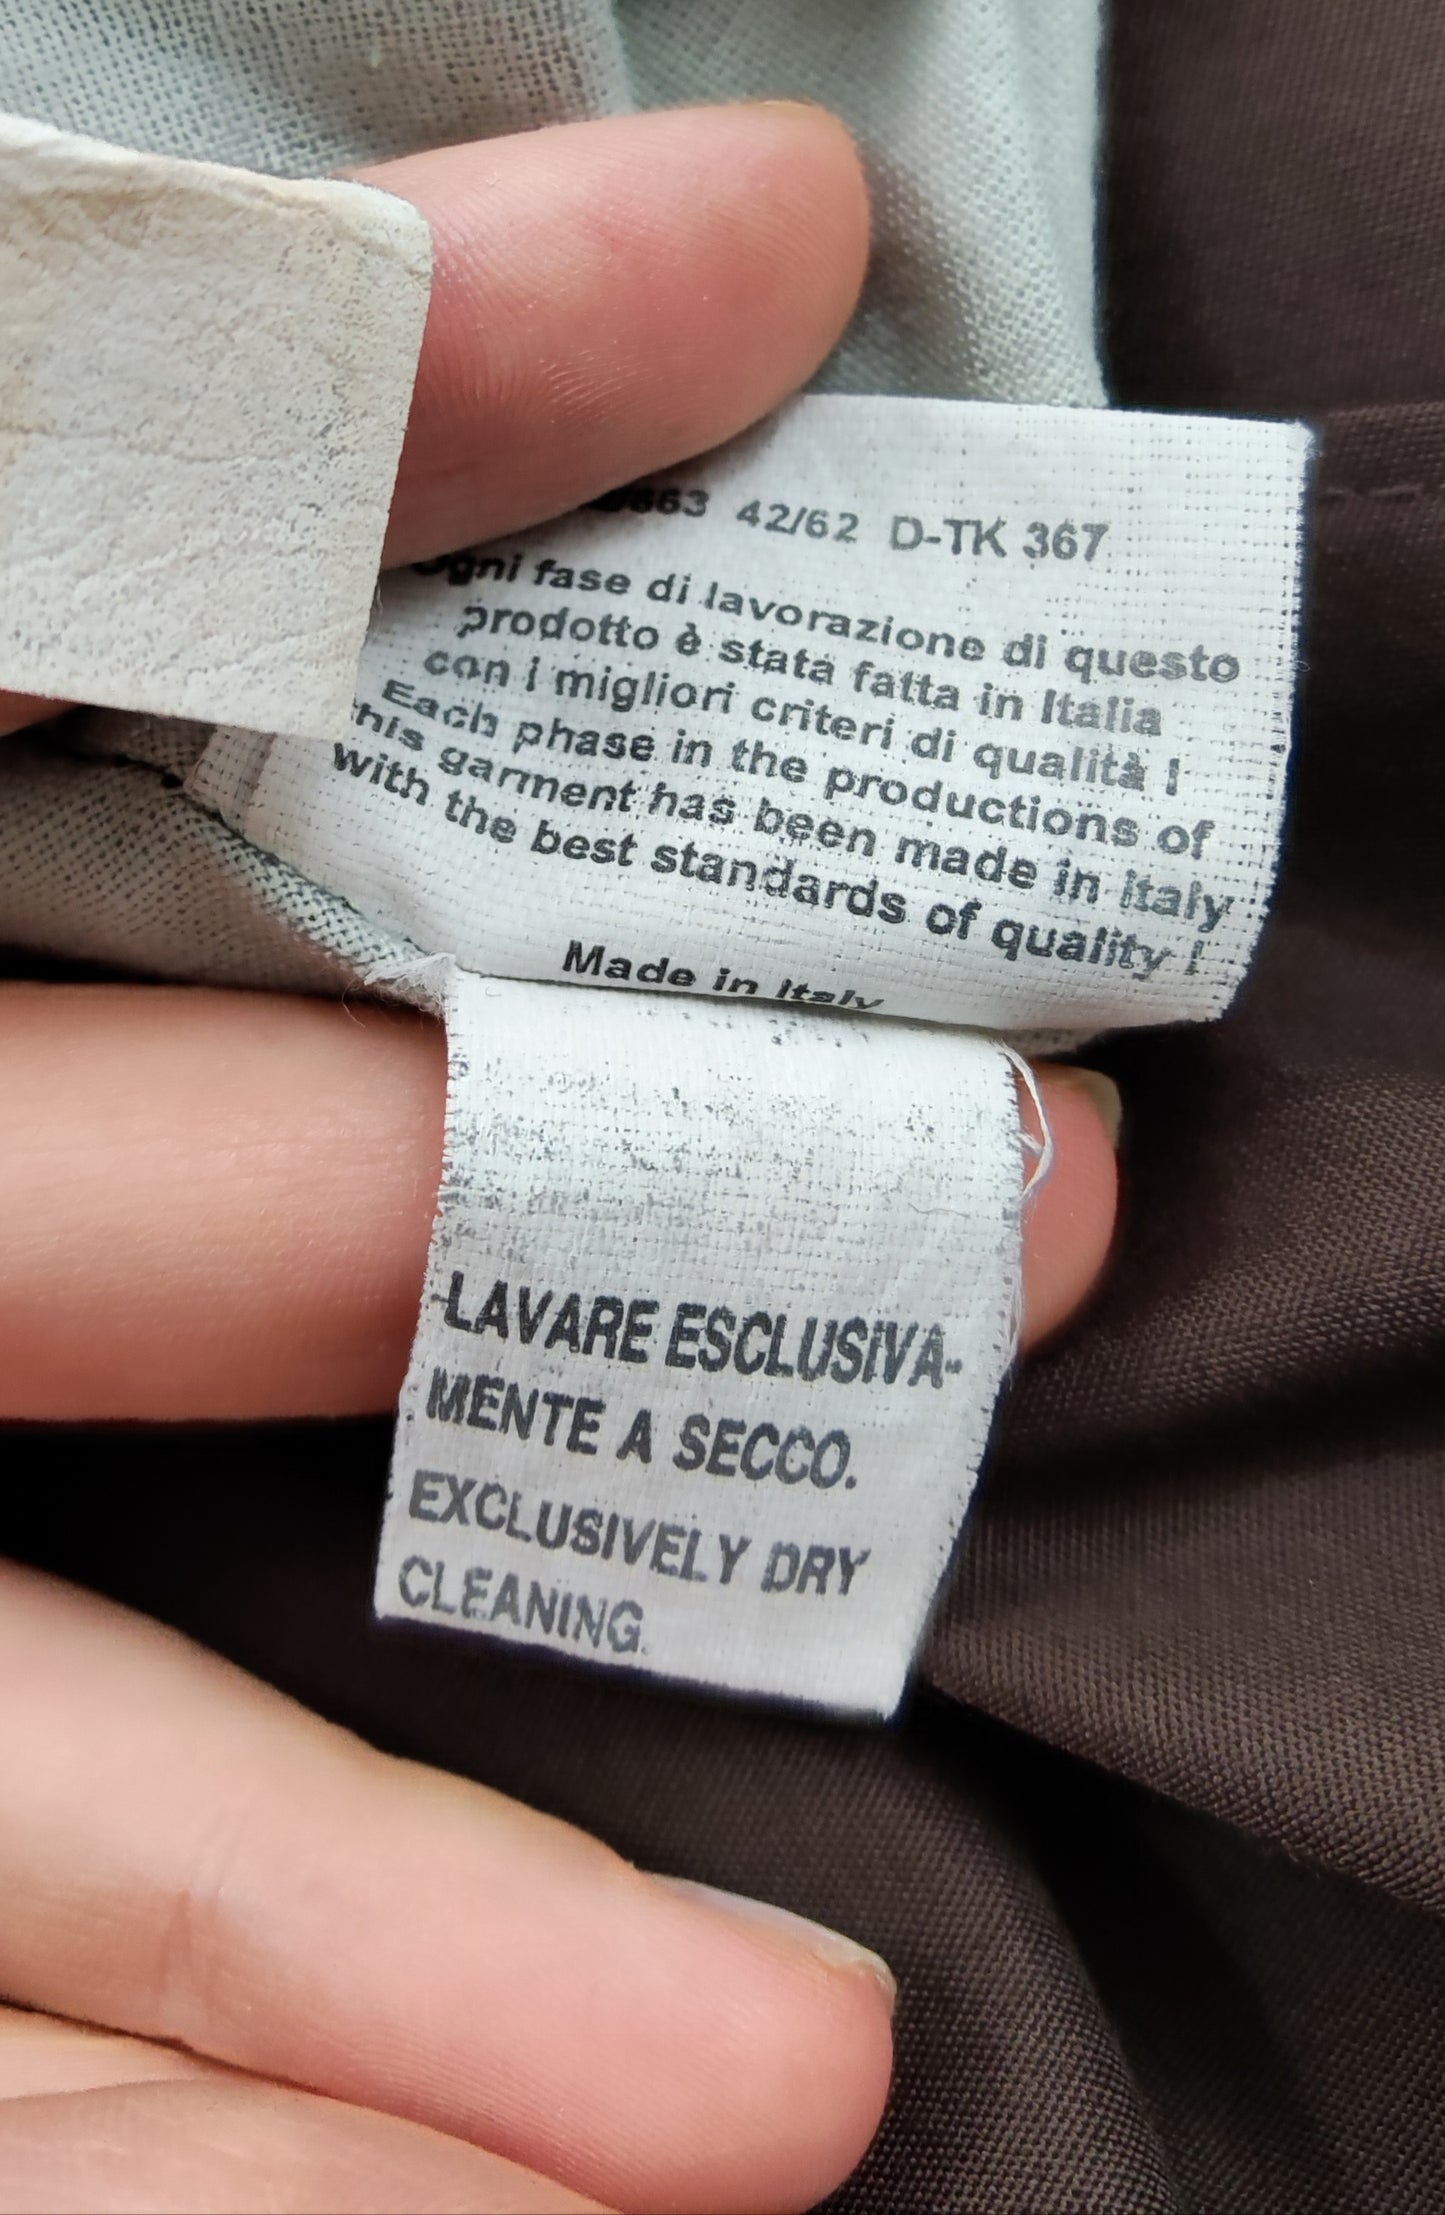 42/62 D-TK 367
Ogni fase di lavorazione di questo
prodotto è stata fatta in Italia
con i migliori criteri di qualità !
Each phase in the productions of
this garment has been made in italy
with the best standards of quality !
Made in Italy
LAVARE ESCLUSIVA-
MENTE A SECCO.
EXCLUSIVELY DRY
CLEANING.